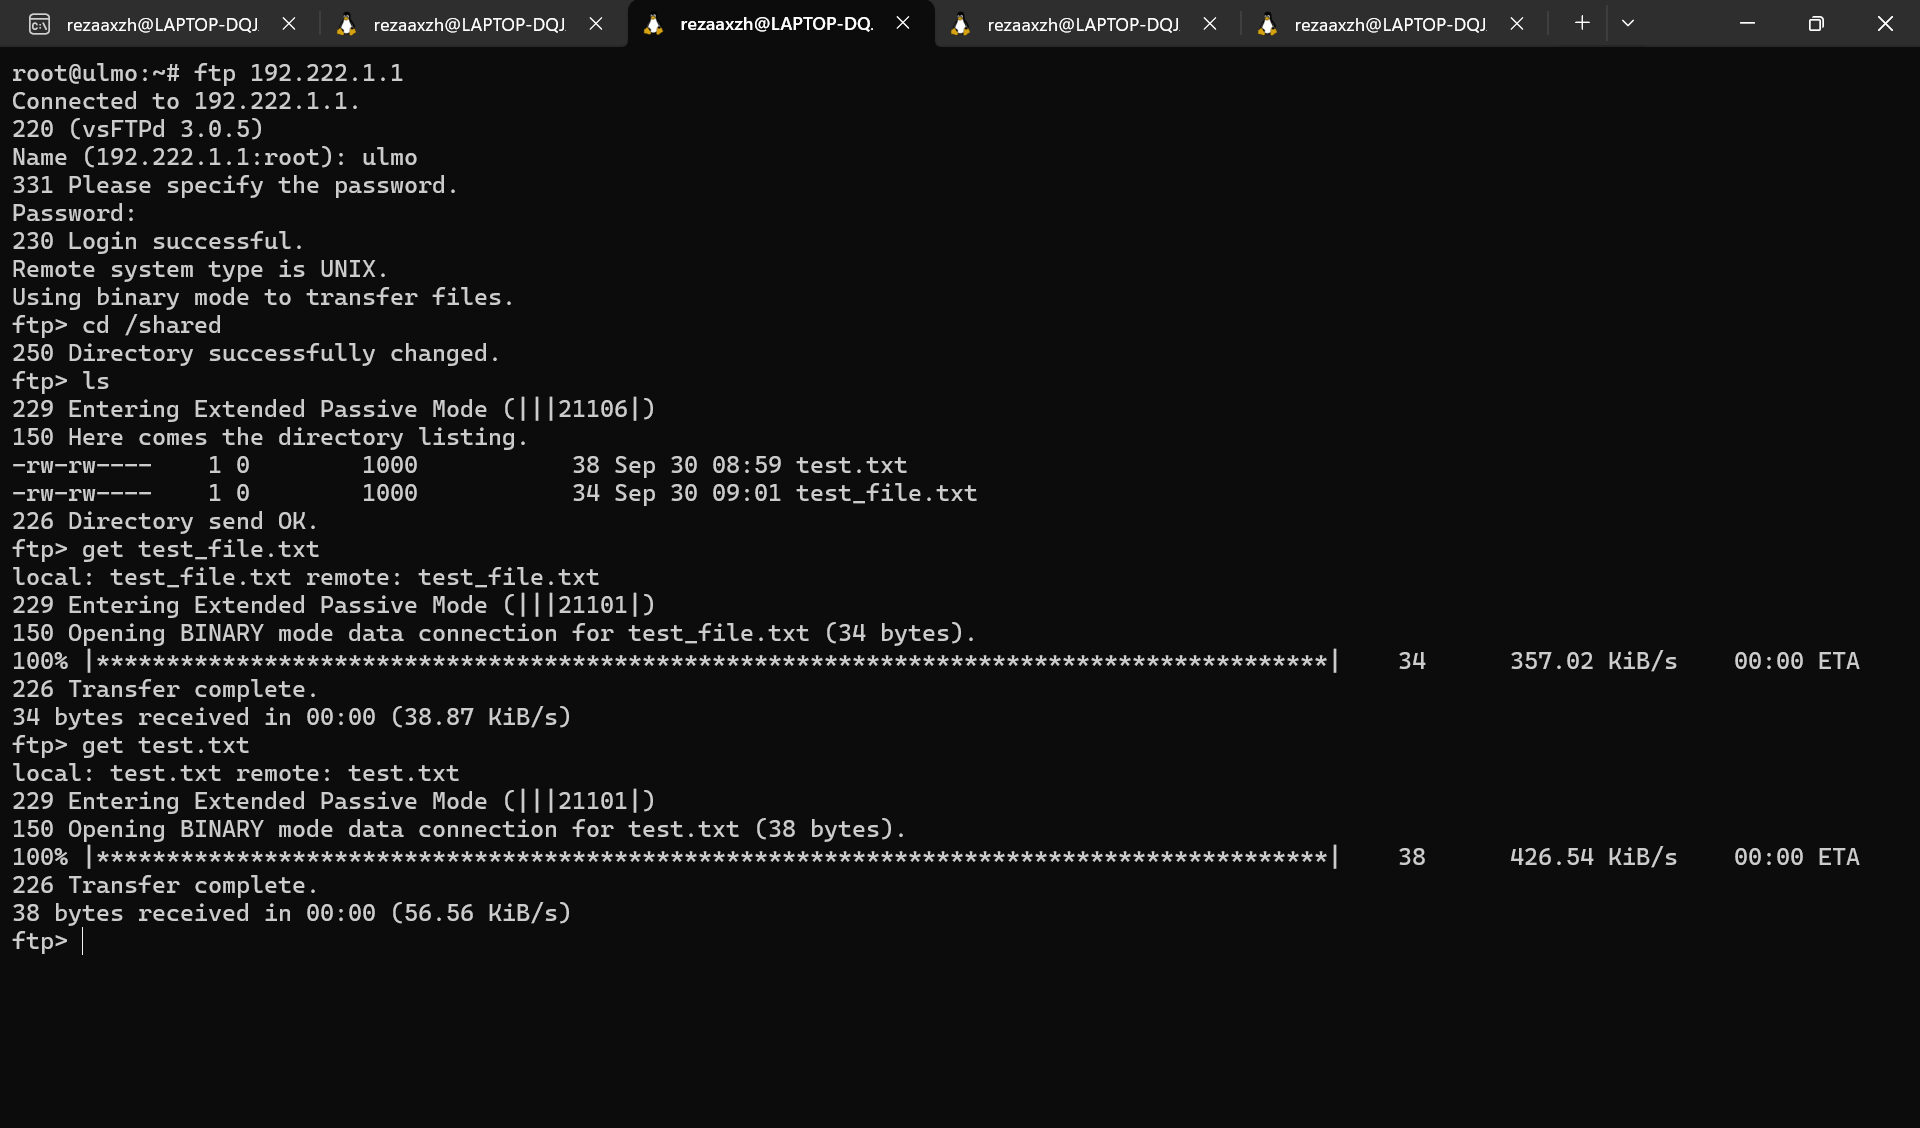 rezaaxzh@LAPTOP-DQJ rezaaxzh@LAPTOP-DQJ rezaaxzh@LAPTOP-DQ. rezaaxzh@LAPTOP-DQJ rezaaxzh@LAPTOP-DQJ
root@ulmo:~# ftp 192.222.1.1
Connected to 192.222.1.1.
220 (vsFTPd 3.0.5)
Name (192.222.1.1:root): ulmo
331 Please specify the password.
Password:
230 Login successful.
Remote system type is UNIX.
Using binary mode to transfer files.
ftp> cd /shared
250 Directory successfully changed.
ftp> ls
229 Entering Extended Passive Mode (|||21106|)
150 Here comes the directory listing.
-rw-rw----    1 0        1000           38 Sep 30 08:59 test.txt
-rw-rw----    1 0        1000           34 Sep 30 09:01 test_file.txt
226 Directory send OK.
ftp> get test_file.txt
local: test_file.txt remote: test_file.txt
229 Entering Extended Passive Mode (|||21101|)
150 Opening BINARY mode data connection for test_file.txt (34 bytes).
100% |****************************************************************************************|    34      357.02 KiB/s    00:00 ETA
226 Transfer complete.
34 bytes received in 00:00 (38.87 KiB/s)
ftp> get test.txt
local: test.txt remote: test.txt
229 Entering Extended Passive Mode (|||21101|)
150 Opening BINARY mode data connection for test.txt (38 bytes).
100% |****************************************************************************************|    38      426.54 KiB/s    00:00 ETA
226 Transfer complete.
38 bytes received in 00:00 (56.56 KiB/s)
ftp>